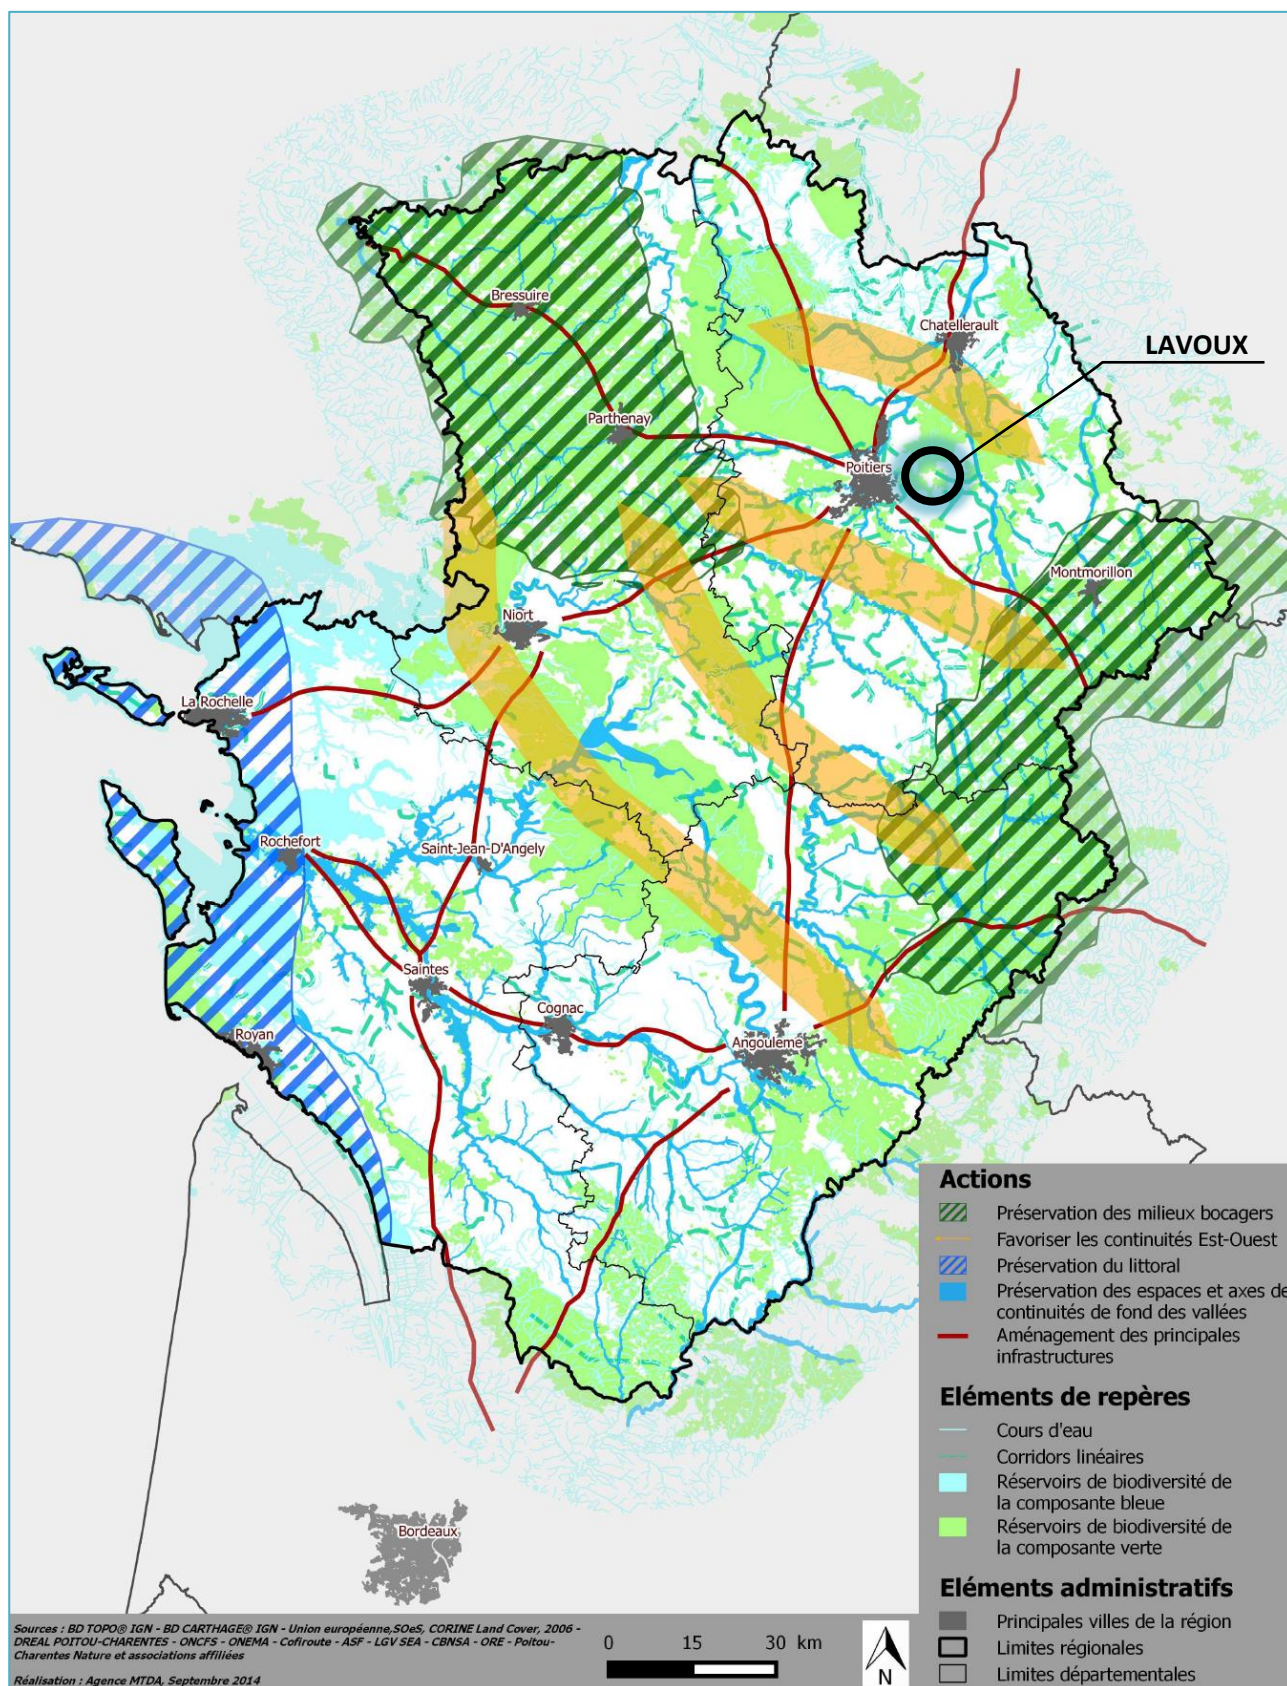 Chatellerault
LAVOUX
Bressuire
Parthenay
Poitiers
Montmorillon
Niort
La Rochelle
Rochefort
Saint-Jean-D'Angely
Saintes
Cognac
Royan
Angouleme
Bordeaux
Actions
Préservation des milieux bocagers
Favoriser les continuités Est-Ouest
Préservation du littoral
Préservation des espaces et axes de
continuités de fond des vallées
Aménagement des principales
infrastructures
Eléments de repères
Cours d'eau
Corridors linéaires
Réservoirs de biodiversité de
la composante bleue
Réservoirs de biodiversité de
la composante verte
Eléments administratifs
Principales villes de la région
Limites régionales
Limites départementales
Sources : BD TOPO® IGN - BD CARTHAGE® IGN - Union européenne,SOeS, CORINE Land Cover, 2006 -
DREAL POITOU-CHARENTES - ONCFS - ONEMA - Cofiroute - ASF - LGV SEA - CBNSA - ORE - Poitou-
Charentes Nature et associations affiliées
Réalisation : Agence MTDA, Septembre 2014
0 15 30 km
N